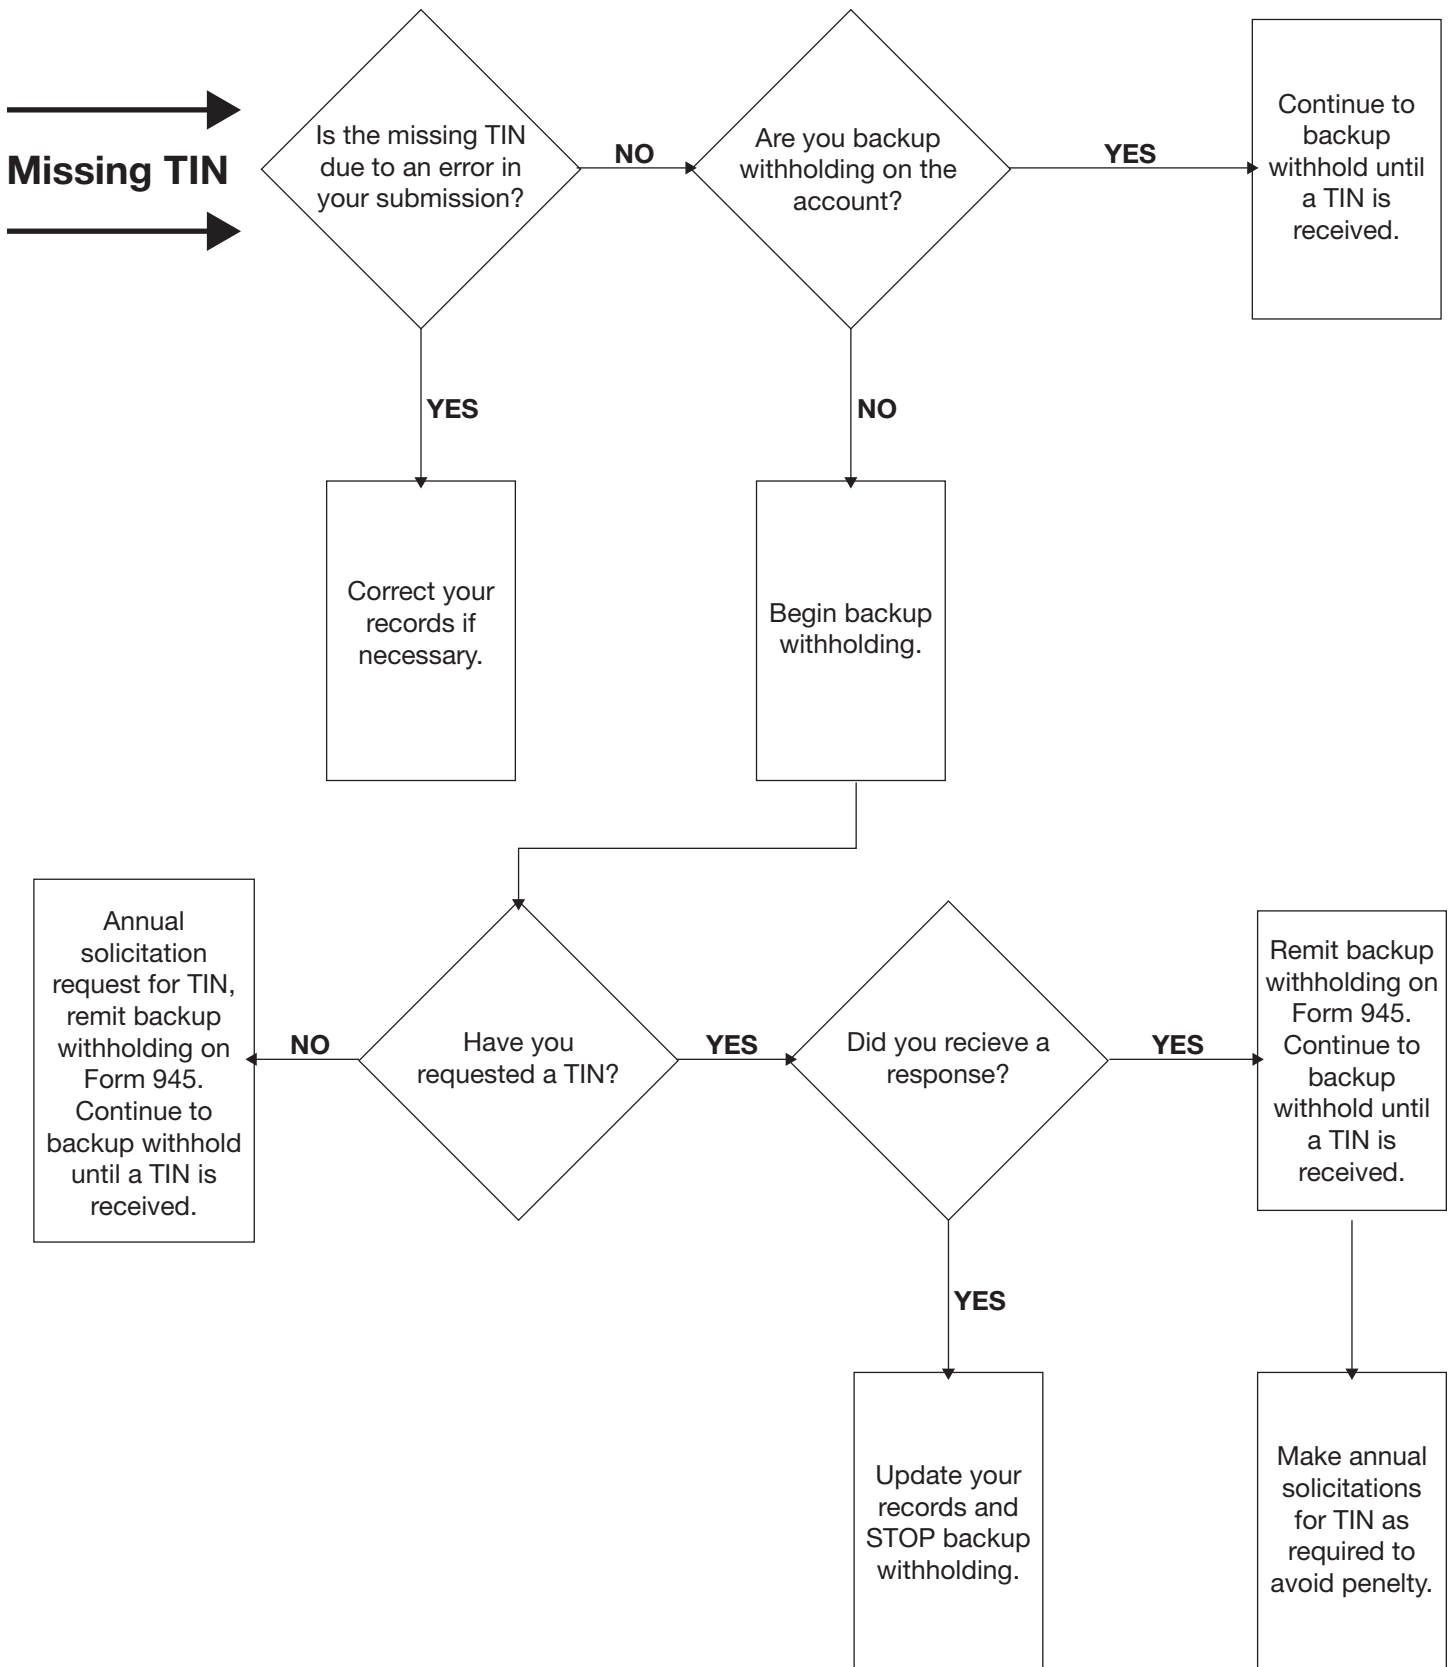 Missing TIN
Is the missing TIN
due to an error in
your submission?
NO
Are you backup
withholding on the
account?
YES
Continue to
backup
withhold until
a TIN is
received.
YES
NO
Correct your
records if
necessary.
Begin backup
withholding.
Annual
solicitation
request for TIN,
remit backup
withholding on
Form 945.
Continue to
backup withhold
until a TIN is
received.
NO
Have you
requested a TIN?
YES
Did you recieve a
response?
YES
Remit backup
withholding on
Form 945.
Continue to
backup
withhold until
a TIN is
received.
YES
Update your
records and
STOP backup
withholding.
Make annual
solicitations
for TIN as
required to
avoid penelty.